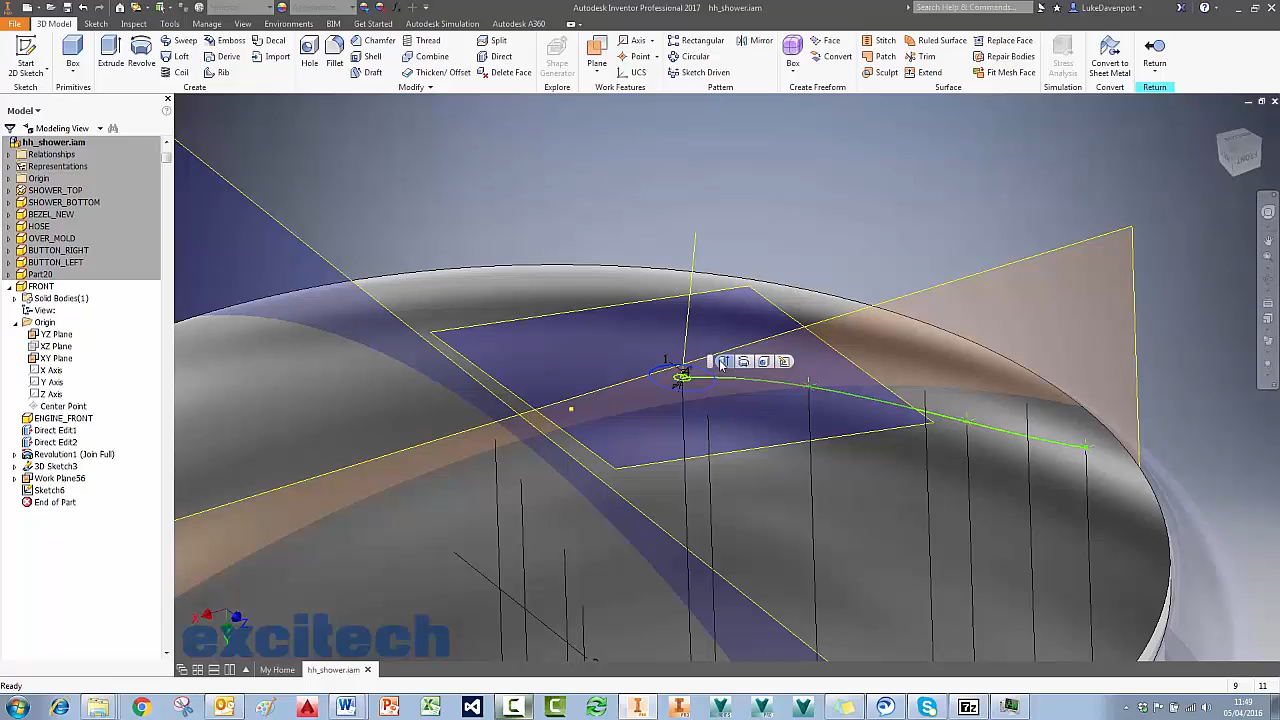 Autodesk Inventor Professional 2017 hh_shower.iam
Search Help & Commands...
LukeDavenport
File
3D Model Sketch Inspect Tools Manage View Environments BIM Get Started Autodesk Simulation Autodesk A360
Start
2D Sketch
Box
Extrude
Revolve
Sweep
Loft
Coil
Emboss
Derive
Rib
Decal
Import
Hole
Fillet
Chamfer
Shell
Draft
Thread
Combine
Thicken/ Offset
Split
Direct
Delete Face
Shape
Generator
Plane
Axis
Point
UCS
Rectangular
Circular
Sketch Driven
Mirror
Box
Face
Convert
Stitch
Patch
Sculpt
Ruled Surface
Trim
Extend
Replace Face
Repair Bodies
Fit Mesh Face
Stress
Analysis
Convert to
Sheet Metal
Return
Sketch Primitives Create Modify Explore Work Features Pattern Create Freeform Surface Simulation Convert Return
Model
Modeling View
hh_shower.iam
Relationships
Representations
Origin
SHOWER_TOP
SHOWER_BOTTOM
BEZEL_NEW
HOSE
OVER_MOLD
BUTTON_RIGHT
BUTTON_LEFT
Part20
FRONT
Solid Bodies(1)
View:
Origin
YZ Plane
XZ Plane
XY Plane
X Axis
Y Axis
Z Axis
Center Point
ENGINE_FRONT
Direct Edit1
Direct Edit2
Revolution1 (Join Full)
3D Sketch3
Work Plane56
Sketch6
End of Part
FRONT
excitech
My Home hh_shower.iam
Ready
9 11
11:49
05/04/2016